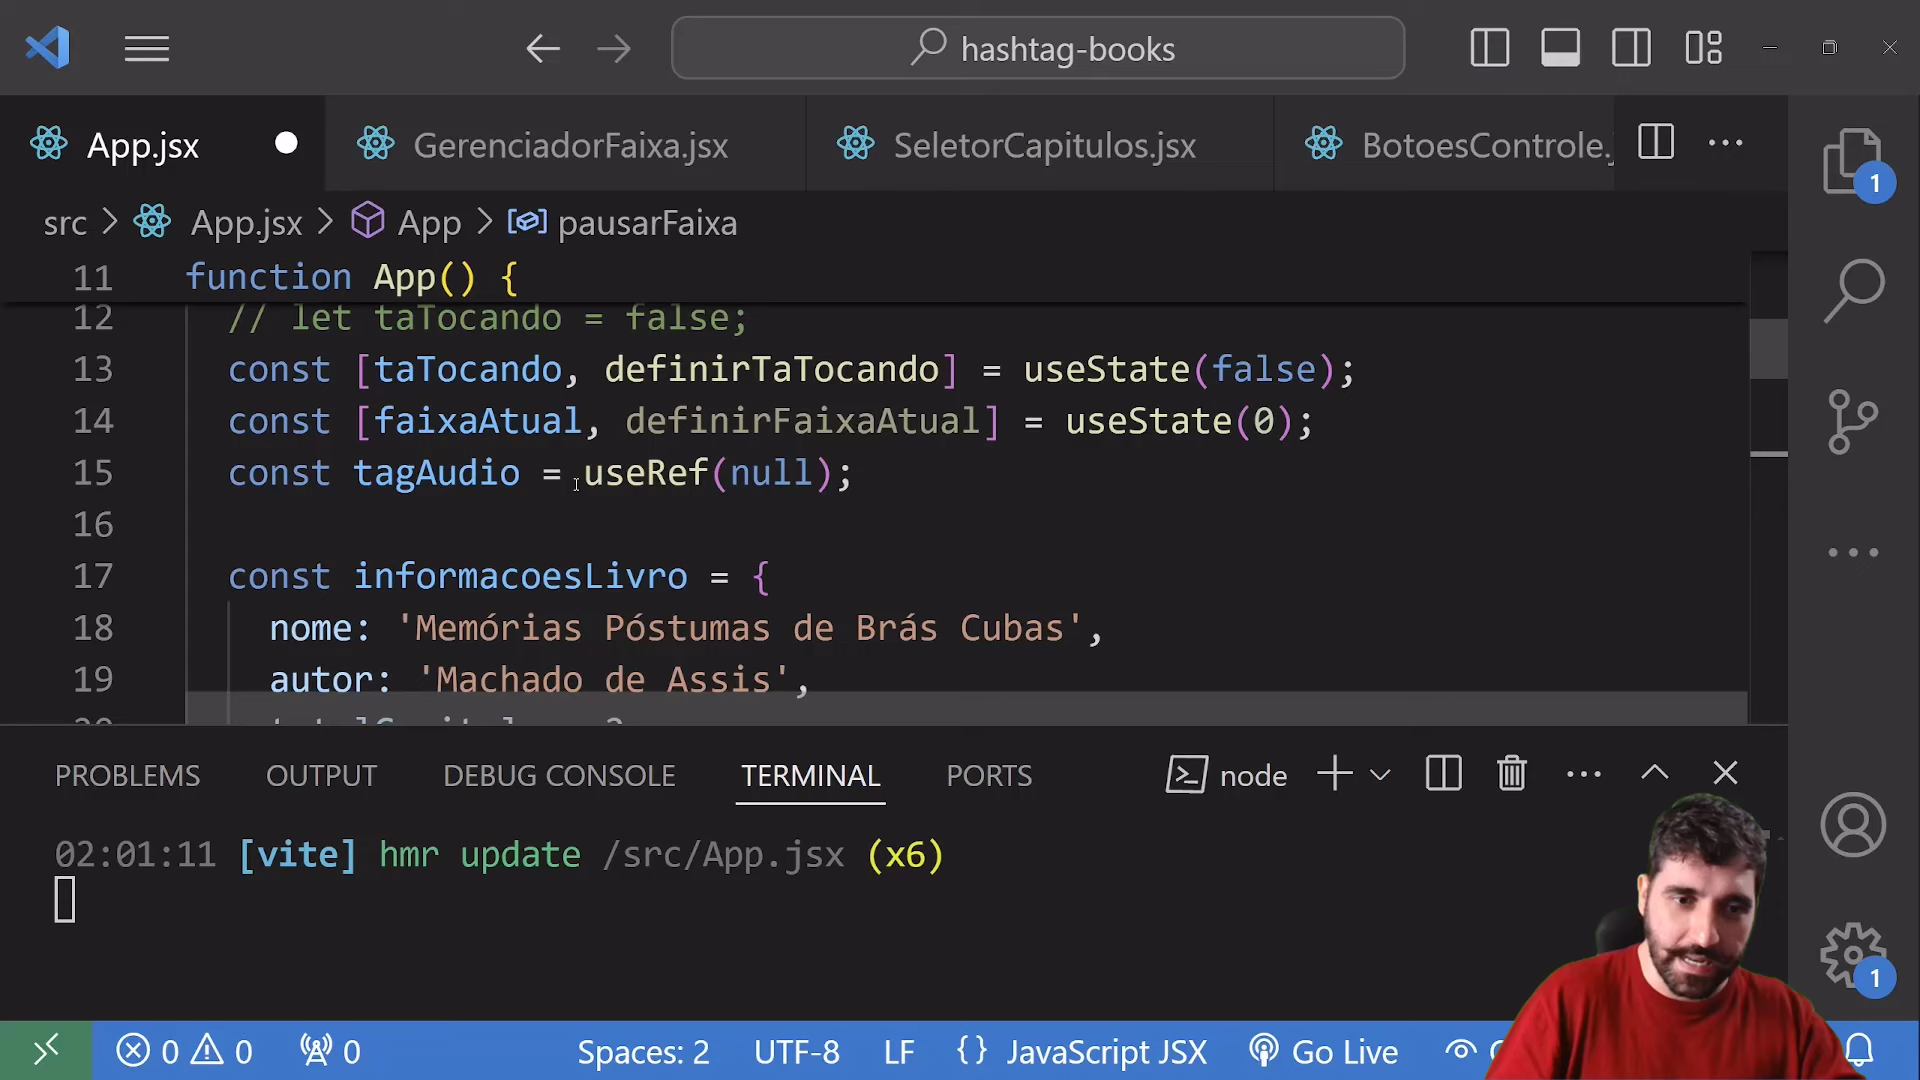 hashtag-books
App.jsx
GerenciadorFaixa.jsx
SeletorCapitulos.jsx
BotoesControle.
1
src > App.jsx > App > pausarFaixa
11 function App() {
12 // let taTocando = false;
13 const [taTocando, definirTaTocando] = useState(false);
14 const [faixaAtual, definirFaixaAtual] = useState(0);
15 const tagAudio = useRef(null);
16
17 const informacoesLivro = {
18 nome: 'Memórias Póstumas de Brás Cubas',
19 autor: 'Machado de Assis',
PROBLEMS OUTPUT DEBUG CONSOLE TERMINAL PORTS node
02:01:11 [vite] hmr update /src/App.jsx (x6)
1
0 0 0 Spaces: 2 UTF-8 LF {} JavaScript JSX Go Live